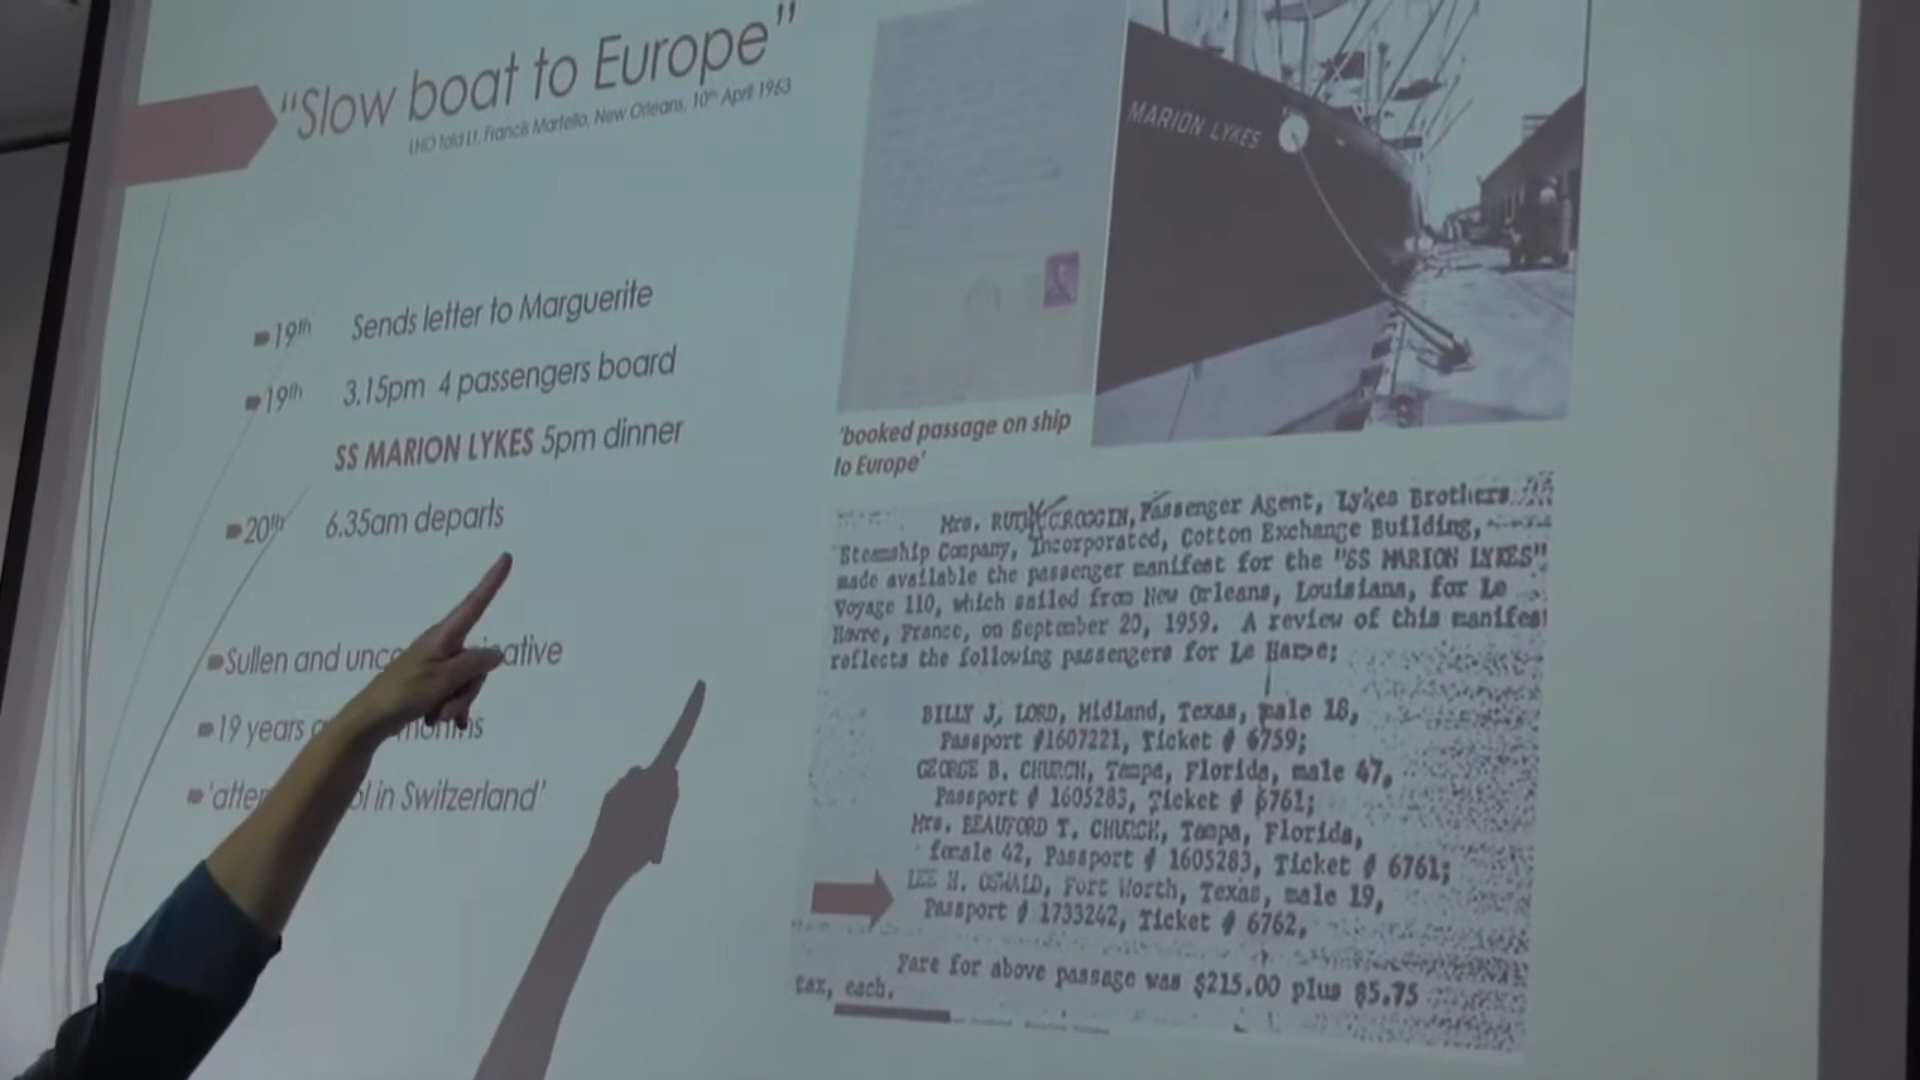 “Slow boat to Europe”
LHO told Lt. Francis Martello, New Orleans, 10th April 1963
19th Sends letter to Marguerite
19th 3.15pm 4 passengers board
SS MARION LYKES 5pm dinner
20th 6.35am departs
Sullen and
19 years
in Switzerland’
MARION LYKES
‘booked passage on ship
to Europe’
Mrs. Passenger Agent, Lykes Brothers
Steamship Company, Incorporated, Cotton Exchange Building,
made available the passenger manifest for the "SS MARION LYKES"
Voyage 110, which sailed from New Orleans, Louisiana, for Le
Havre, France, on September 20, 1959. A review of this manifest
reflects the following passengers for Le Havre:
BILLY J. LORD, Midland, Texas, male 18,
Passport #1607221, Ticket # 6759;
GEORGE B. CHURCH, Tampa, Florida, male 47,
Passport # 1605283, Ticket # 6761;
Mrs. BEAUFORD T. CHURCH, Tampa, Florida,
female 42, Passport # 1605283, Ticket # 6761;
LEE H. OSWALD, Fort Worth, Texas, male 19,
Passport # 1733242, Ticket # 6762,
Fare for above passage was $215.00 plus $5.75
tax, each.